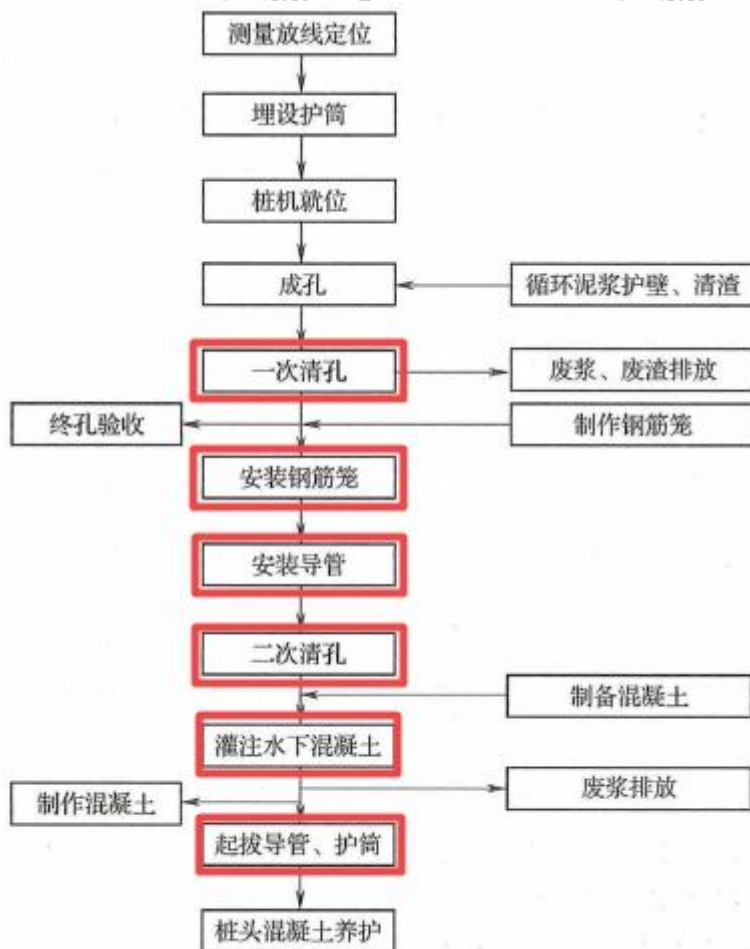 测量放线定位
埋设护筒
桩机就位
成孔
循环泥浆护壁、清渣
一次清孔
废浆、废渣排放
终孔验收
制作钢筋笼
安装钢筋笼
安装导管
二次清孔
制备混凝土
灌注水下混凝土
废浆排放
制作混凝土
起拔导管、护筒
桩头混凝土养护